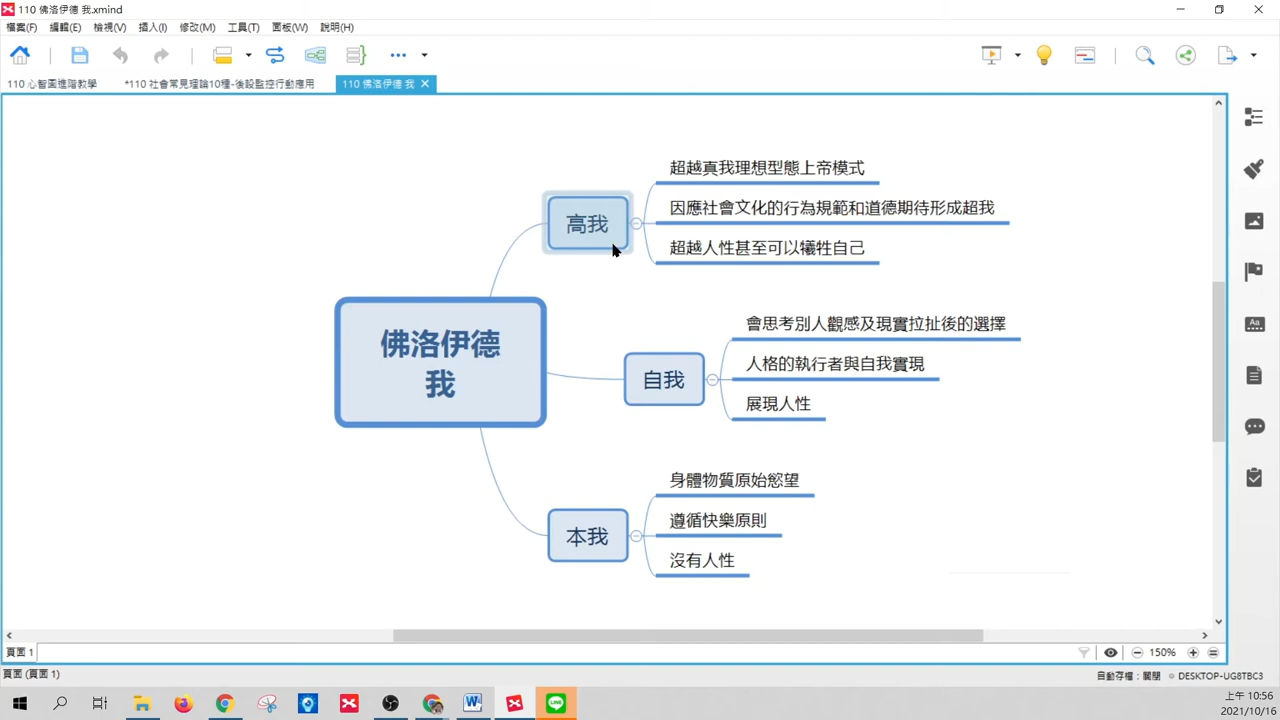 110 佛洛伊德 我.xmind
檔案(F) 編輯(E) 檢視(V) 插入(I) 修改(M) 工具(T) 面板(W) 說明(H)
110 心智圖進階教學 *110 社會常見理論10種-後設監控行動應用 110 佛洛伊德 我
超越真我理想型態上帝模式
高我
因應社會文化的行為規範和道德期待形成超我
超越人性甚至可以犧牲自己
佛洛伊德
我
會思考別人觀感及現實拉扯後的選擇
自我
人格的執行者與自我實現
展現人性
身體物質原始慾望
本我
遵循快樂原則
沒有人性
頁面 1
150%
頁面 (頁面 1)
自動存檔：關閉 DESKTOP-UG8TBC3
上午 10:56
2021/10/16